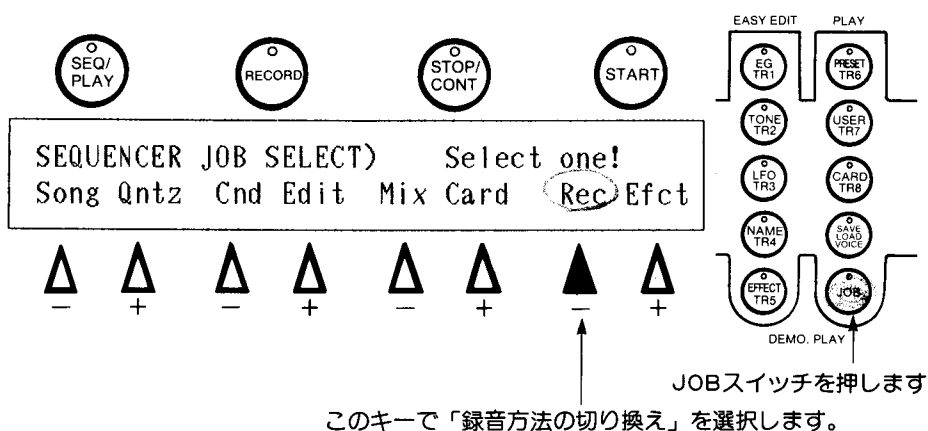 EASY EDIT PLAY
SEQ/
PLAY
RECORD
STOP/
CONT
START
EG
TR1
PRESET
TR6
TONE
TR2
USER
TR7
LFO
TR3
CARD
TR8
NAME
TR4
SAVE
LOAD
VOICE
EFFECT
TR5
JOB
DEMO. PLAY
SEQUENCER JOB SELECT) Select one!
Song Qntz Cnd Edit Mix Card Rec Efct
− + − + − + − +
JOBスイッチを押します
このキーで「録音方法の切り換え」を選択します。